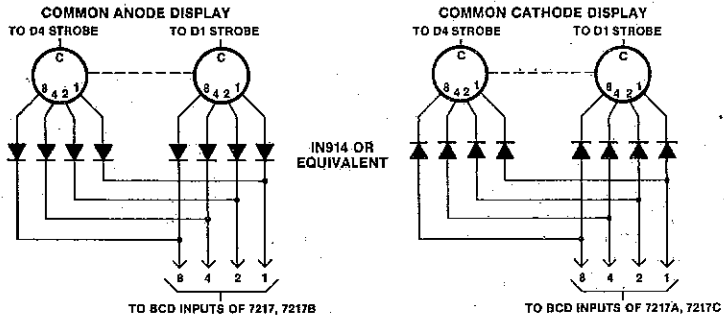 COMMON ANODE DISPLAY
TO D4 STROBE
TO D1 STROBE
C
8 4 2 1
C
8 4 2 1
8 4 2 1
TO BCD INPUTS OF 7217, 7217B
IN914 OR
EQUIVALENT
COMMON CATHODE DISPLAY
TO D4 STROBE
TO D1 STROBE
C
8 4 2 1
C
8 4 2 1
8 4 2 1
TO BCD INPUTS OF 7217A, 7217C